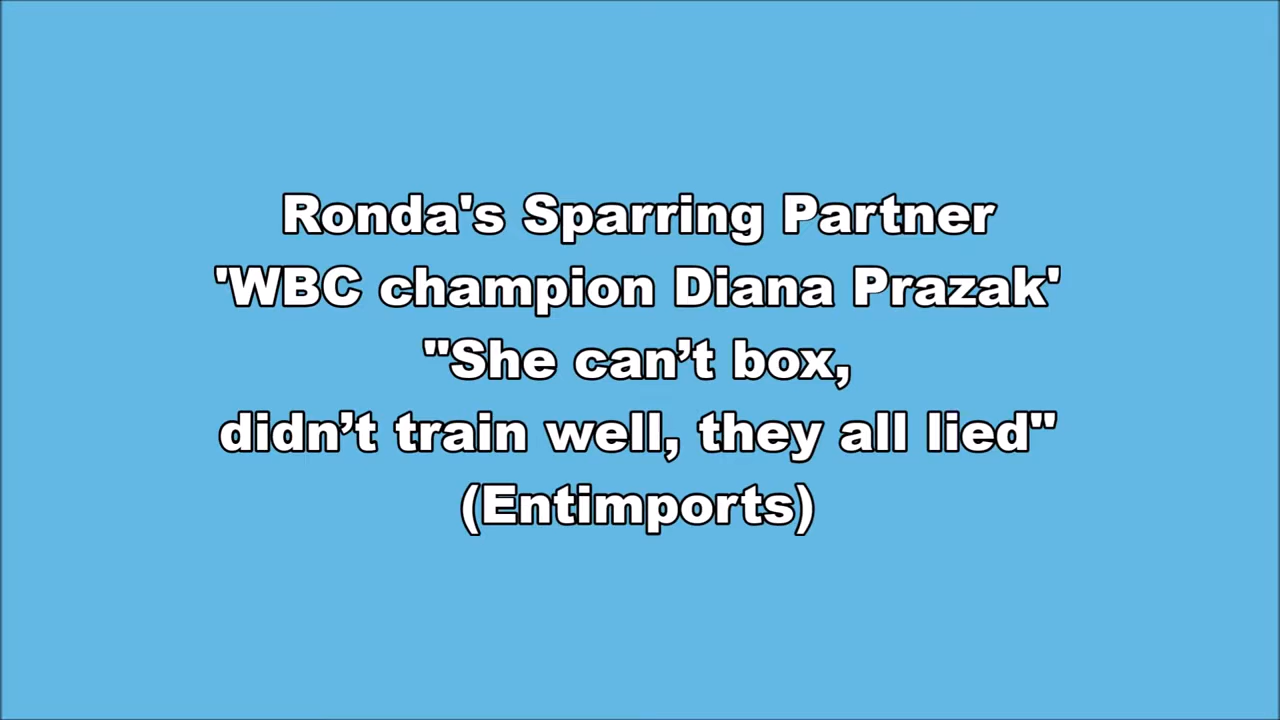 Ronda's Sparring Partner
'WBC champion Diana Prazak'
"She can’t box,
didn’t train well, they all lied"
(Entimports)